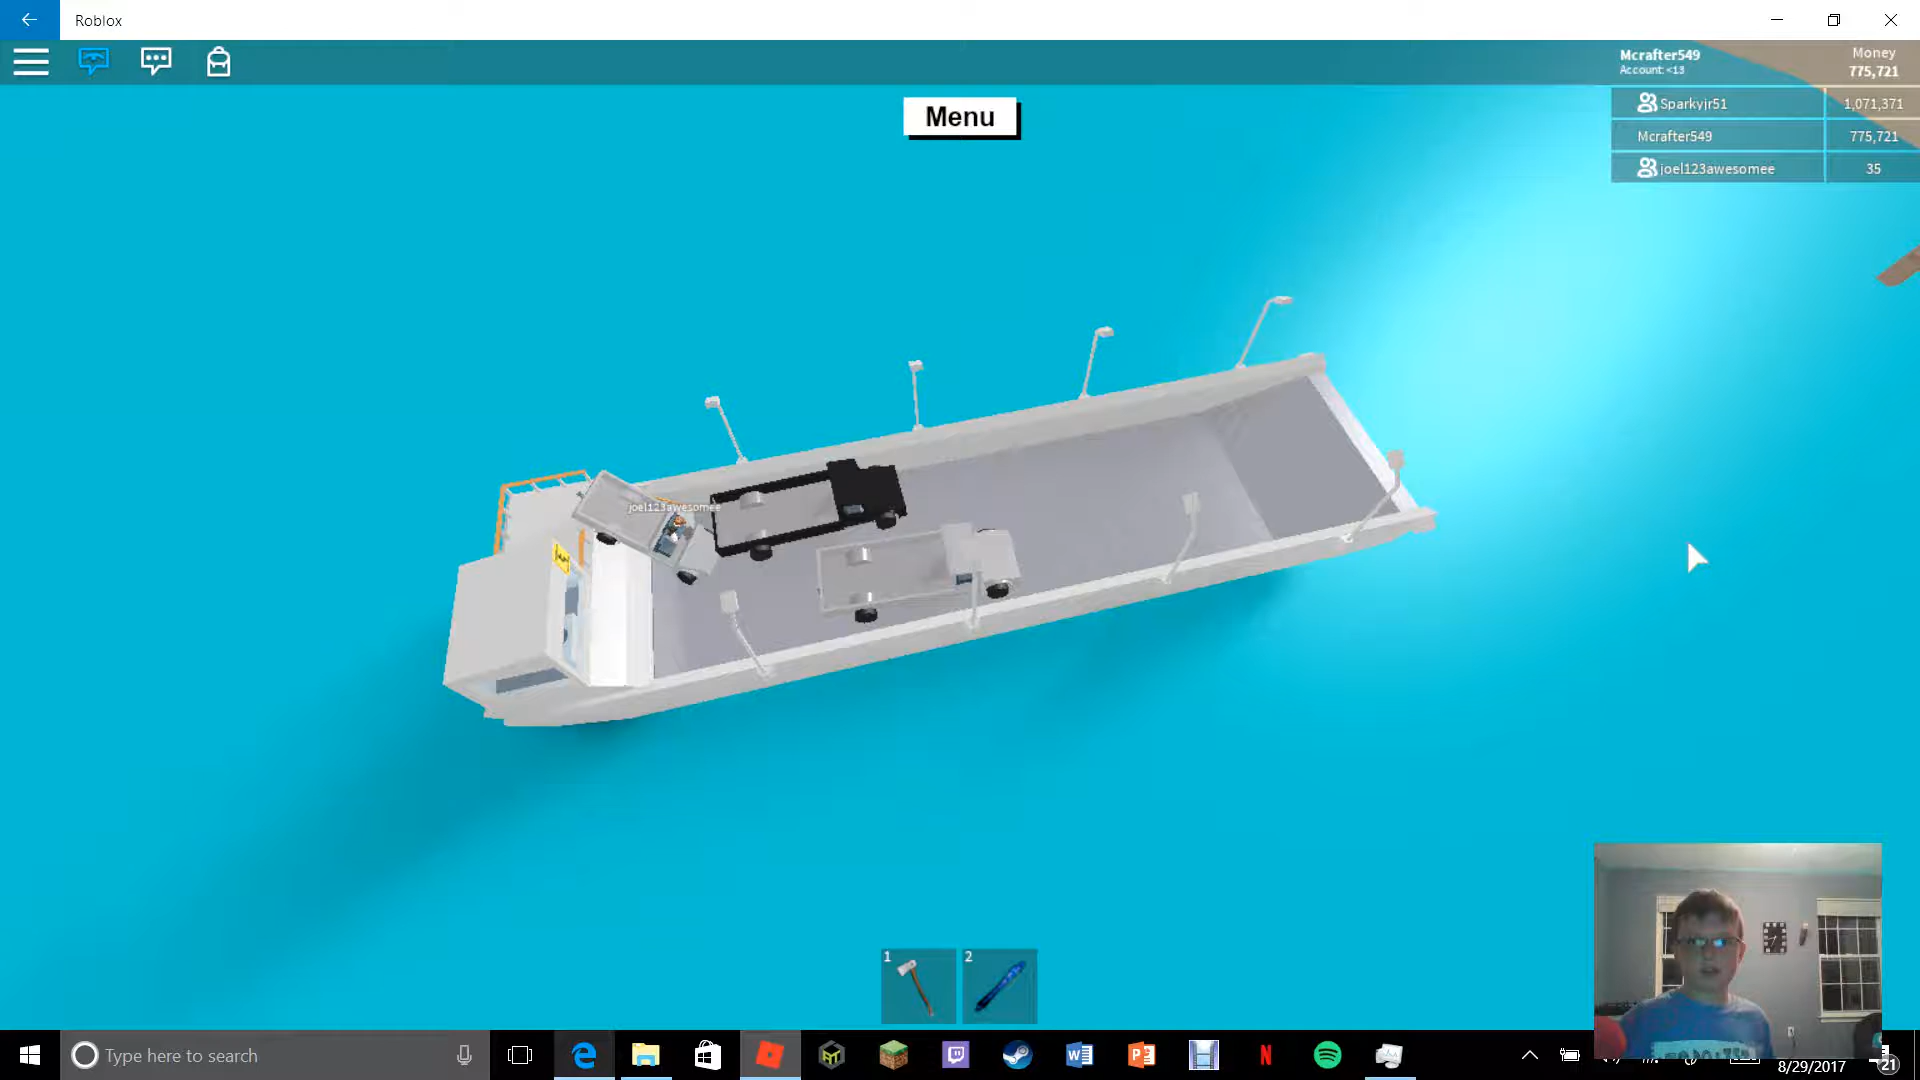 Roblox
Mcrafter549
Account: <13
Money
775,721
Sparkyjr51 1,071,371
Mcrafter549 775,721
joel123awesomee 35
Menu
joel123awesomee
1
2
Type here to search
8/29/2017
21